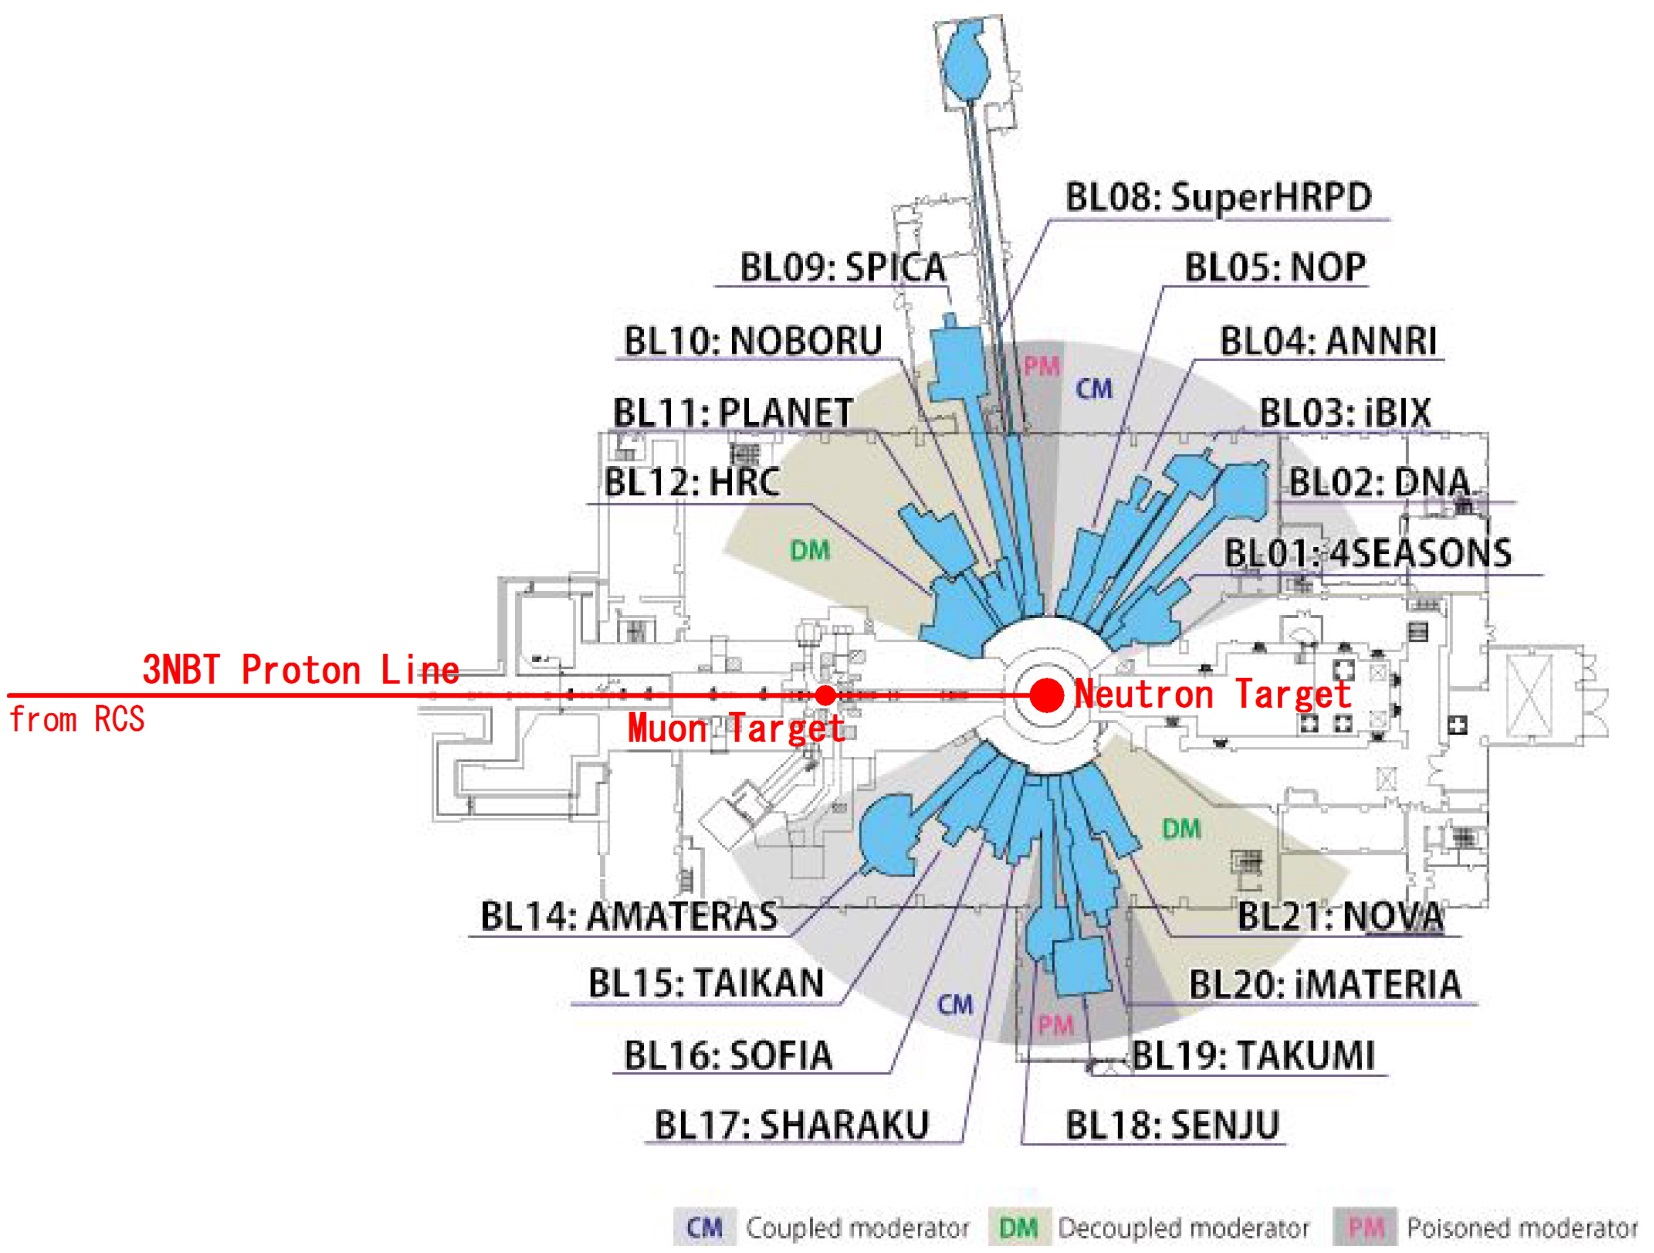 BL08: SuperHRPD
BL09: SPICA
BL05: NOP
BL10: NOBORU
BL04: ANNRI
PM
CM
BL11: PLANET
BL03: iBIX
BL12: HRC
BL02: DNA
DM
BL01: 4SEASONS
3NBT Proton Line
from RCS
Muon Target
Neutron Target
DM
BL14: AMATERAS
BL21: NOVA
BL15: TAIKAN
BL20: iMATERIA
CM
PM
BL16: SOFIA
BL19: TAKUMI
BL17: SHARAKU
BL18: SENJU
CM Coupled moderator DM Decoupled moderator PM Poisoned moderator